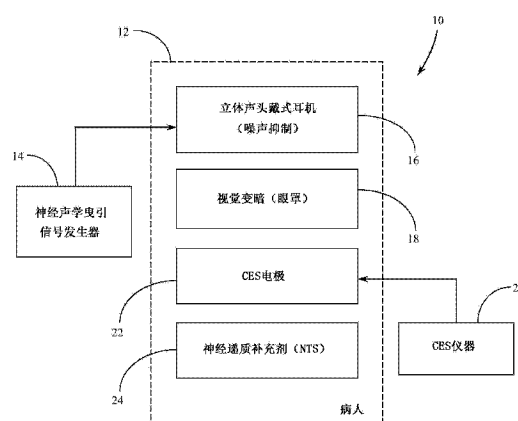 10
12
立体声头戴式耳机
（噪声抑制）
14
16
神经声学曳引
信号发生器
视觉变暗（眼罩）
18
CES电极
22
2
神经递质补充剂（NTS）
CES仪器
24
病人